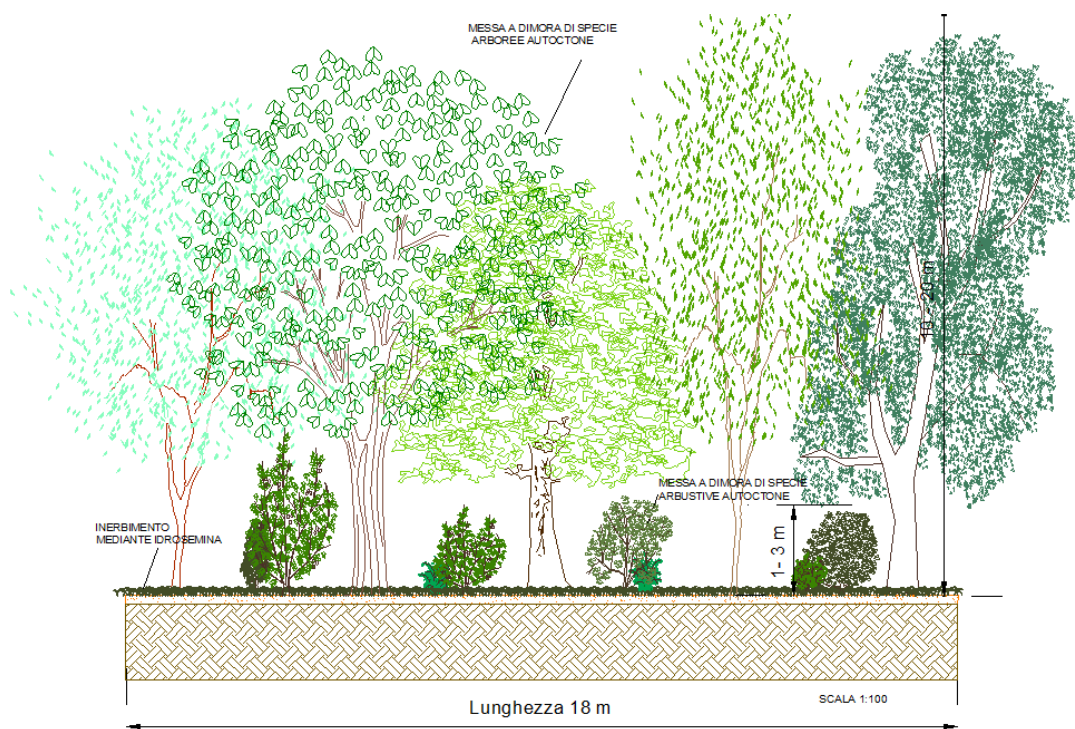 MESSA A DIMORA DI SPECIE
ARBOREE AUTOCTONE
MESSA A DIMORA DI SPECIE
ARBUSTIVE AUTOCTONE
INERBIMENTO
MEDIANTE IDROSEMINA
1- 3 m
SCALA 1:100
Lunghezza 18 m